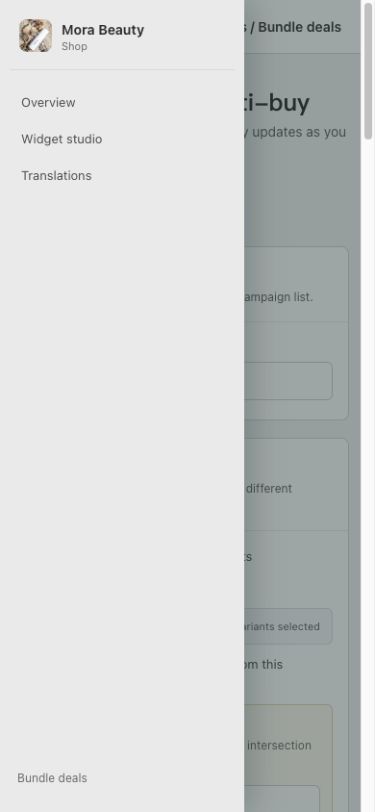 Mora Beauty
Shop
Overview
Widget studio
Translations
Bundle deals
/ Bundle deals
ti-buy
updates as you
ampaign list.
different
ariants selected
om this
intersection